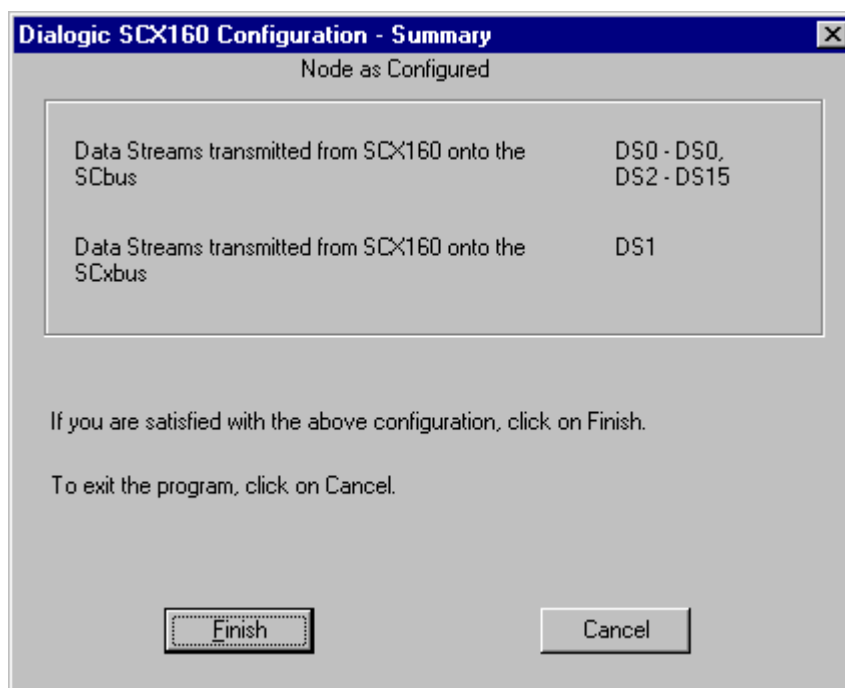 Dialogic SCX160 Configuration - Summary
Node as Configured
Data Streams transmitted from SCX160 onto the
SCbus
DS0 - DS0,
DS2 - DS15
Data Streams transmitted from SCX160 onto the
SCxbus
DS1
If you are satisfied with the above configuration, click on Finish.
To exit the program, click on Cancel.
Finish
Cancel